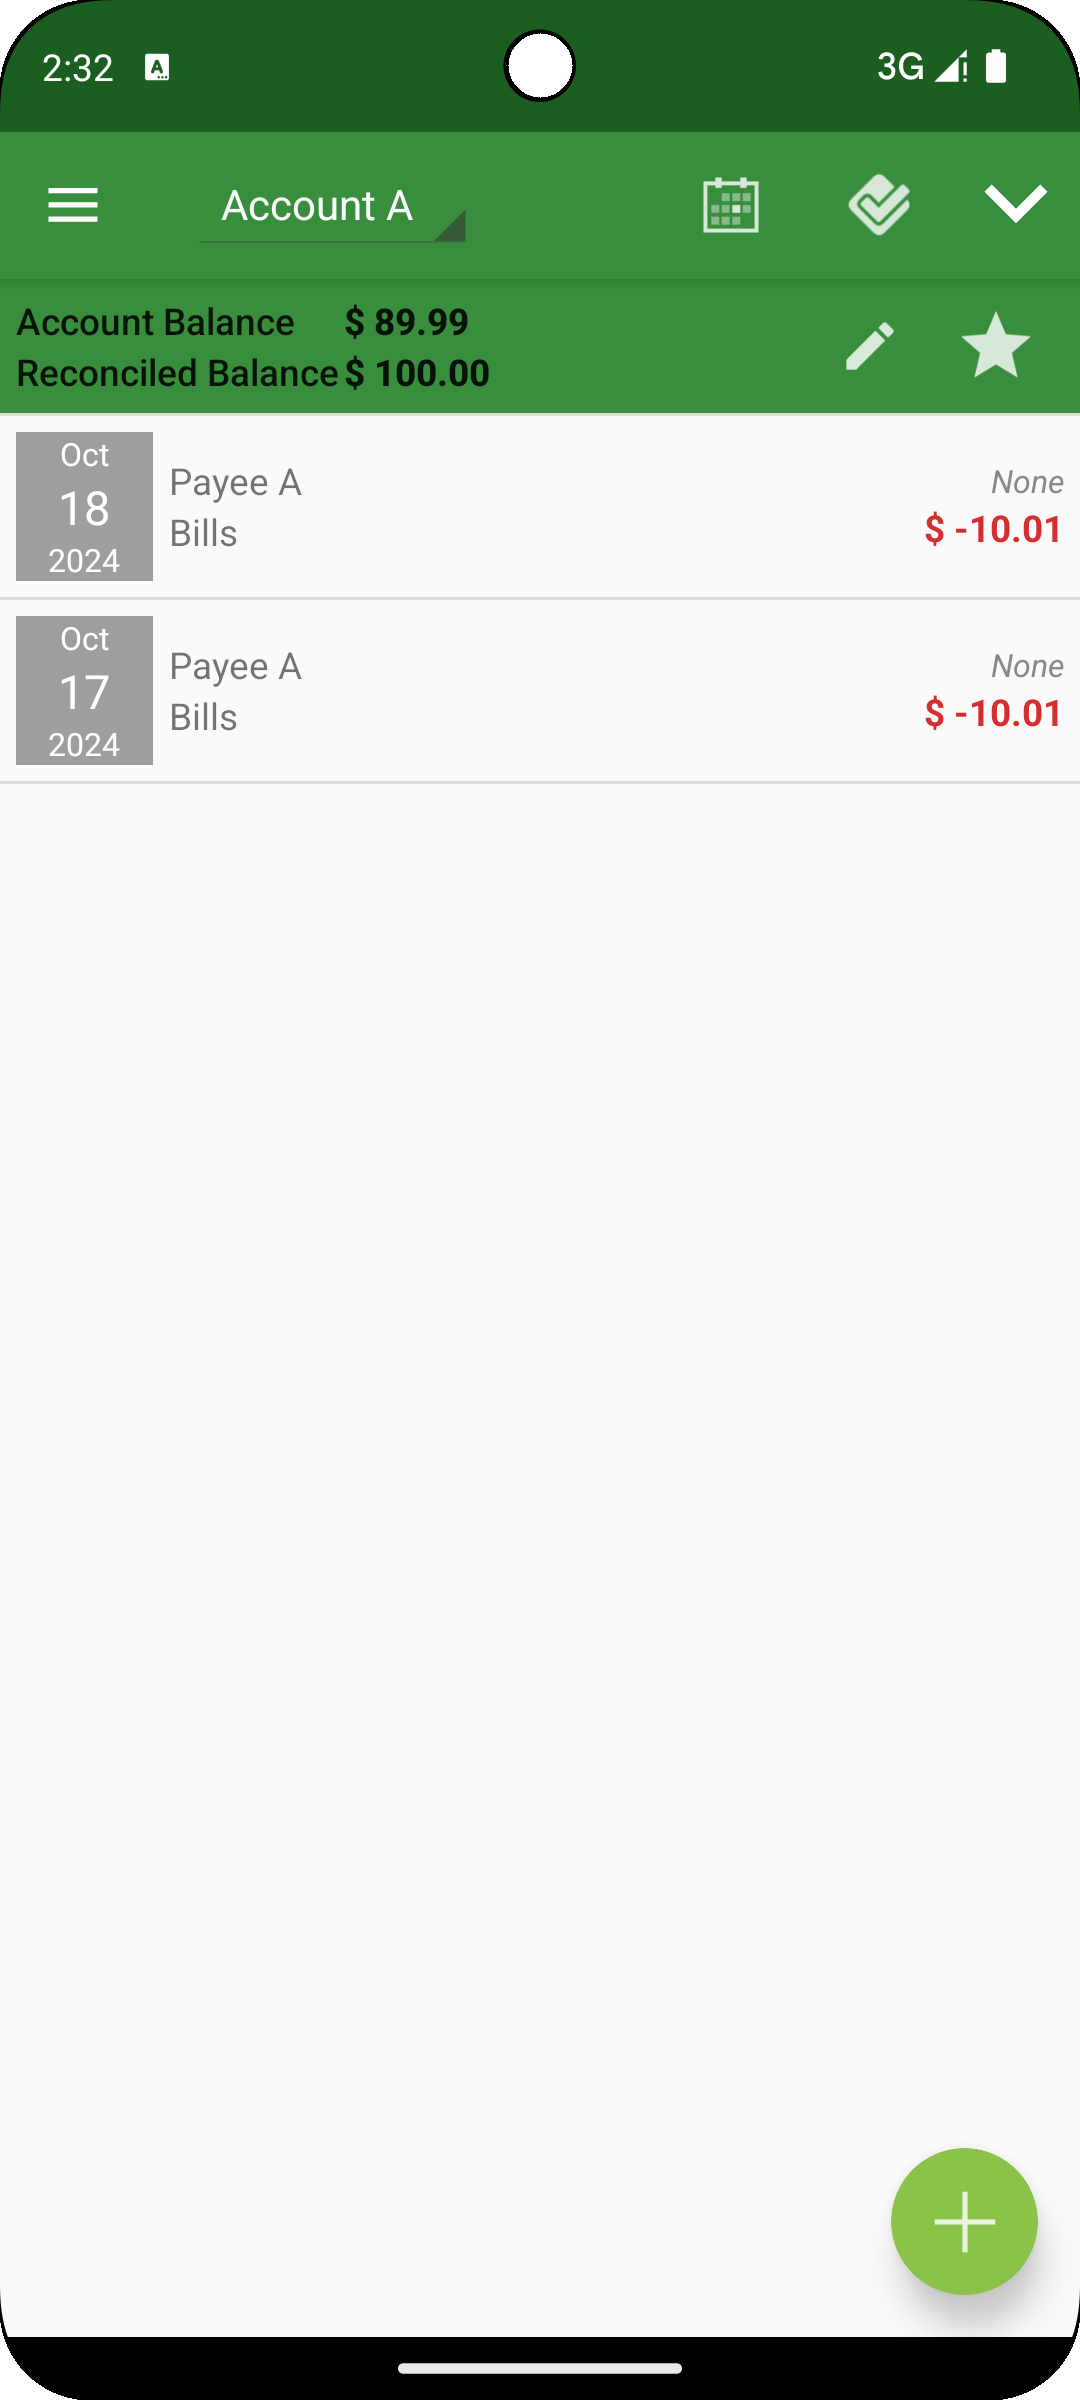 2:32
3G
Account A
Account Balance $ 89.99
Reconciled Balance $ 100.00
Oct
18
2024
Payee A
Bills
None
$ -10.01
Oct
17
2024
Payee A
Bills
None
$ -10.01